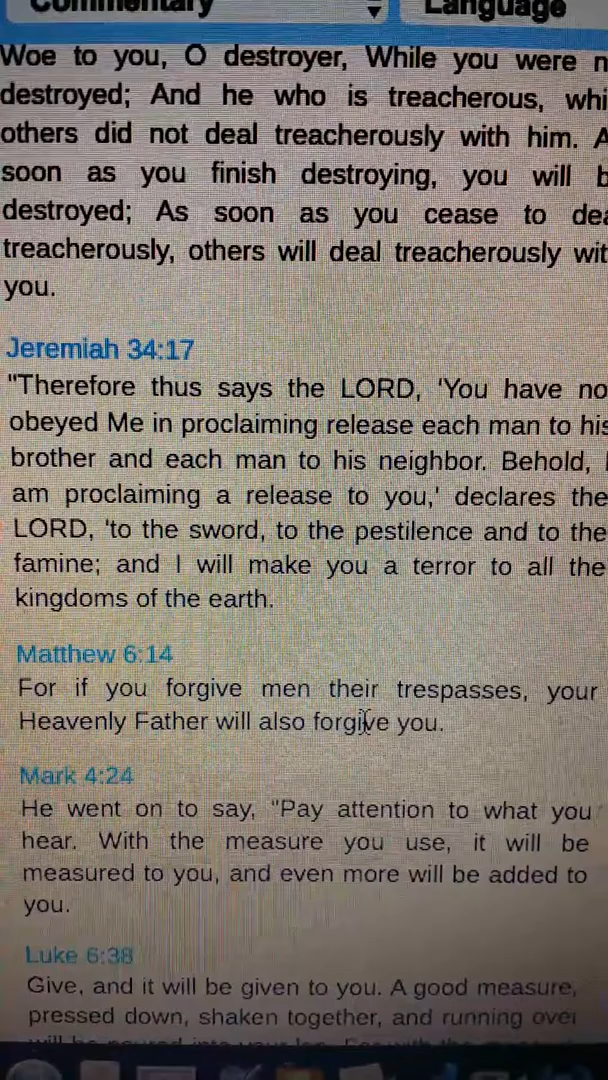 Commentary Language
Woe to you, O destroyer, While you were n
destroyed; And he who is treacherous, whi
others did not deal treacherously with him. A
soon as you finish destroying, you will b
destroyed; As soon as you cease to dea
treacherously, others will deal treacherously wit
you.
Jeremiah 34:17
"Therefore thus says the LORD, 'You have no
obeyed Me in proclaiming release each man to his
brother and each man to his neighbor. Behold, I
am proclaiming a release to you,' declares the
LORD, 'to the sword, to the pestilence and to the
famine; and I will make you a terror to all the
kingdoms of the earth.
Matthew 6:14
For if you forgive men their trespasses, your
Heavenly Father will also forgive you.
Mark 4:24
He went on to say, "Pay attention to what you
hear. With the measure you use, it will be
measured to you, and even more will be added to
you.
Luke 6:38
Give, and it will be given to you. A good measure,
pressed down, shaken together, and running over